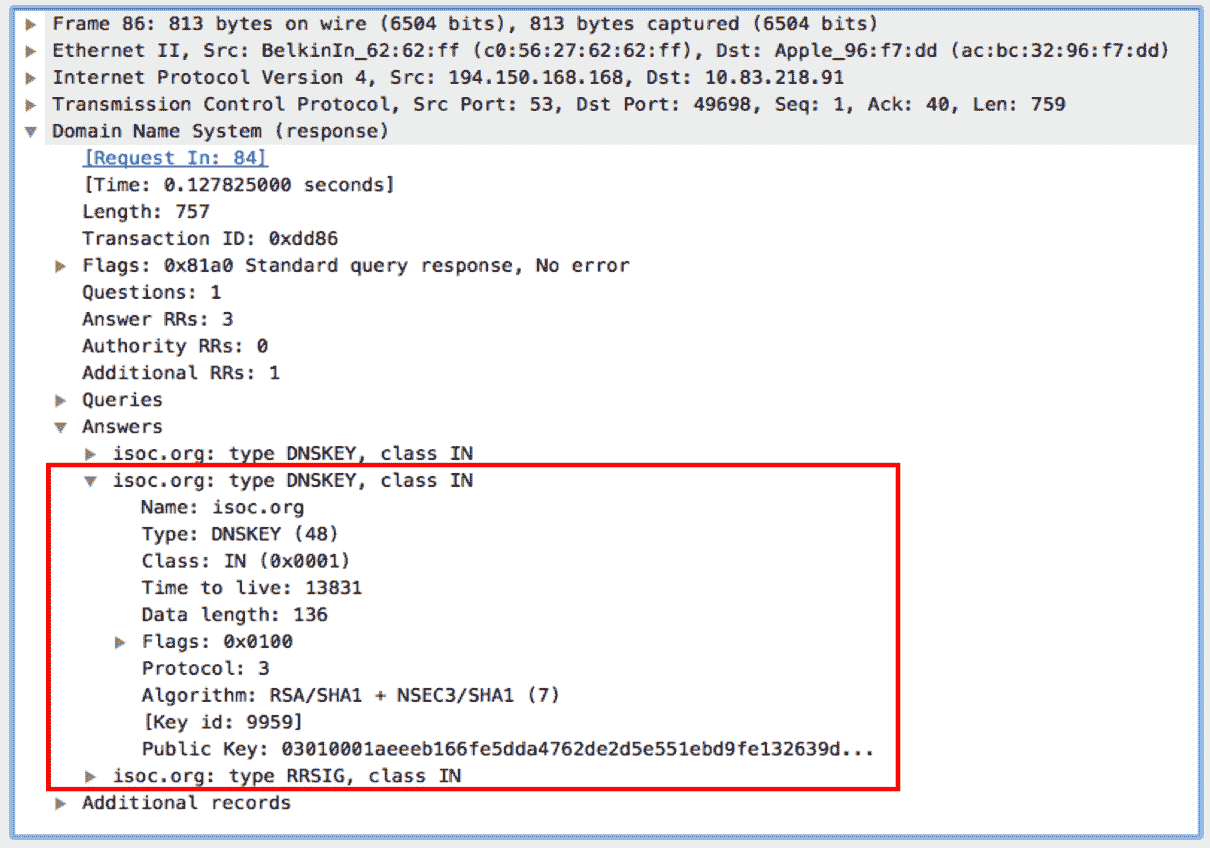 Frame 86: 813 bytes on wire (6504 bits), 813 bytes captured (6504 bits)
Ethernet II, Src: BelkinIn_62:62:ff (c0:56:27:62:62:ff), Dst: Apple_96:f7:dd (ac:bc:32:96:f7:dd)
Internet Protocol Version 4, Src: 194.150.168.168, Dst: 10.83.218.91
Transmission Control Protocol, Src Port: 53, Dst Port: 49698, Seq: 1, Ack: 40, Len: 759
Domain Name System (response)
[Request In: 84]
[Time: 0.127825000 seconds]
Length: 757
Transaction ID: 0xdd86
Flags: 0x81a0 Standard query response, No error
Questions: 1
Answer RRs: 3
Authority RRs: 0
Additional RRs: 1
Queries
Answers
isoc.org: type DNSKEY, class IN
isoc.org: type DNSKEY, class IN
Name: isoc.org
Type: DNSKEY (48)
Class: IN (0x0001)
Time to live: 13831
Data length: 136
Flags: 0x0100
Protocol: 3
Algorithm: RSA/SHA1 + NSEC3/SHA1 (7)
[Key id: 9959]
Public Key: 03010001aeeeb166fe5dda4762de2d5e551ebd9fe132639d...
isoc.org: type RRSIG, class IN
Additional records